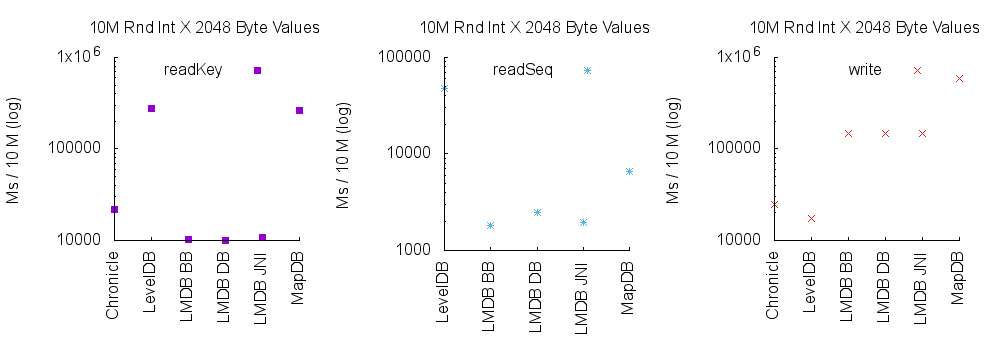 10M Rnd Int X 2048 Byte Values
Ms / 10 M (log)
1x10^6
100000
10000
readKey
Chronicle
LevelDB
LMDB BB
LMDB DB
LMDB JNI
MapDB
10M Rnd Int X 2048 Byte Values
Ms / 10 M (log)
100000
10000
1000
readSeq
LevelDB
LMDB BB
LMDB DB
LMDB JNI
MapDB
10M Rnd Int X 2048 Byte Values
Ms / 10 M (log)
1x10^6
100000
10000
write
Chronicle
LevelDB
LMDB BB
LMDB DB
LMDB JNI
MapDB